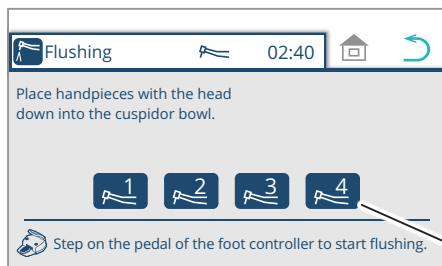 Flushing 02:40
Place handpieces with the head
down into the cuspidor bowl.
1 2 3 4
Step on the pedal of the foot controller to start flushing.